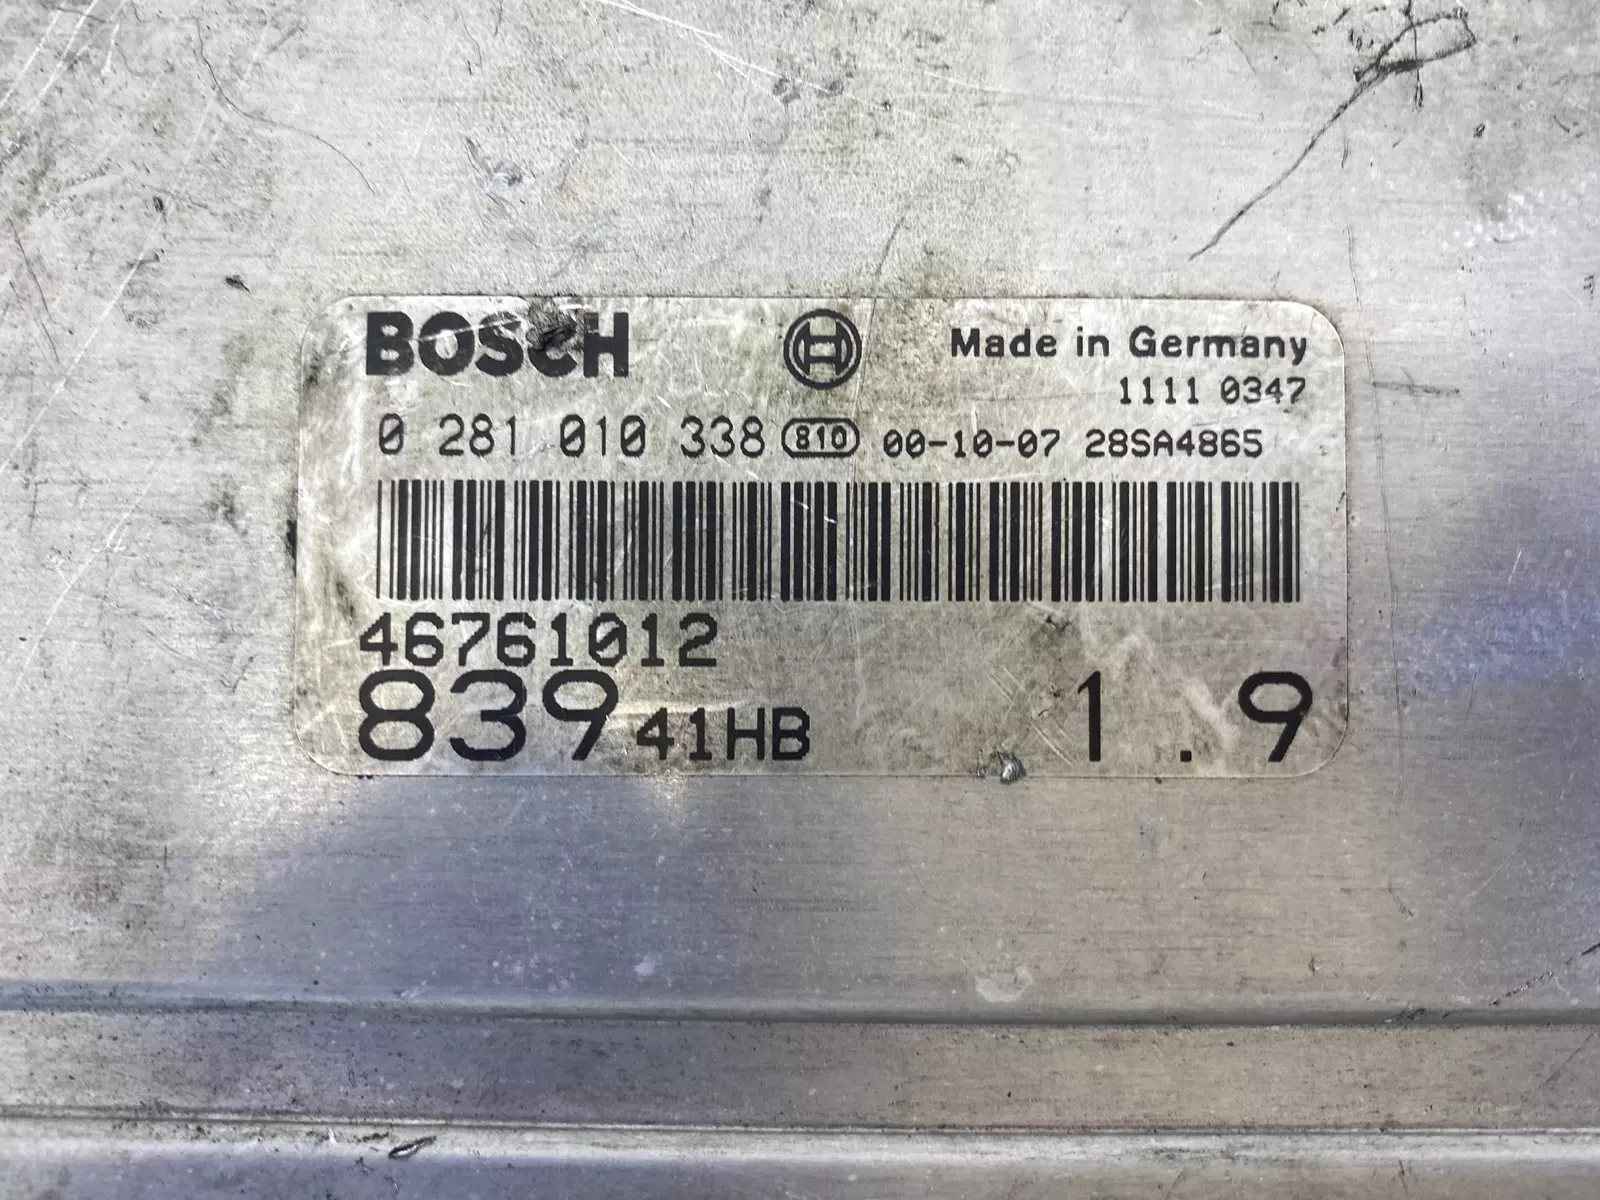 BOSCH Made in Germany
1111 0347
0 281 010 338 810 00-10-07 28SA4865
46761012
839 41HB 1.9